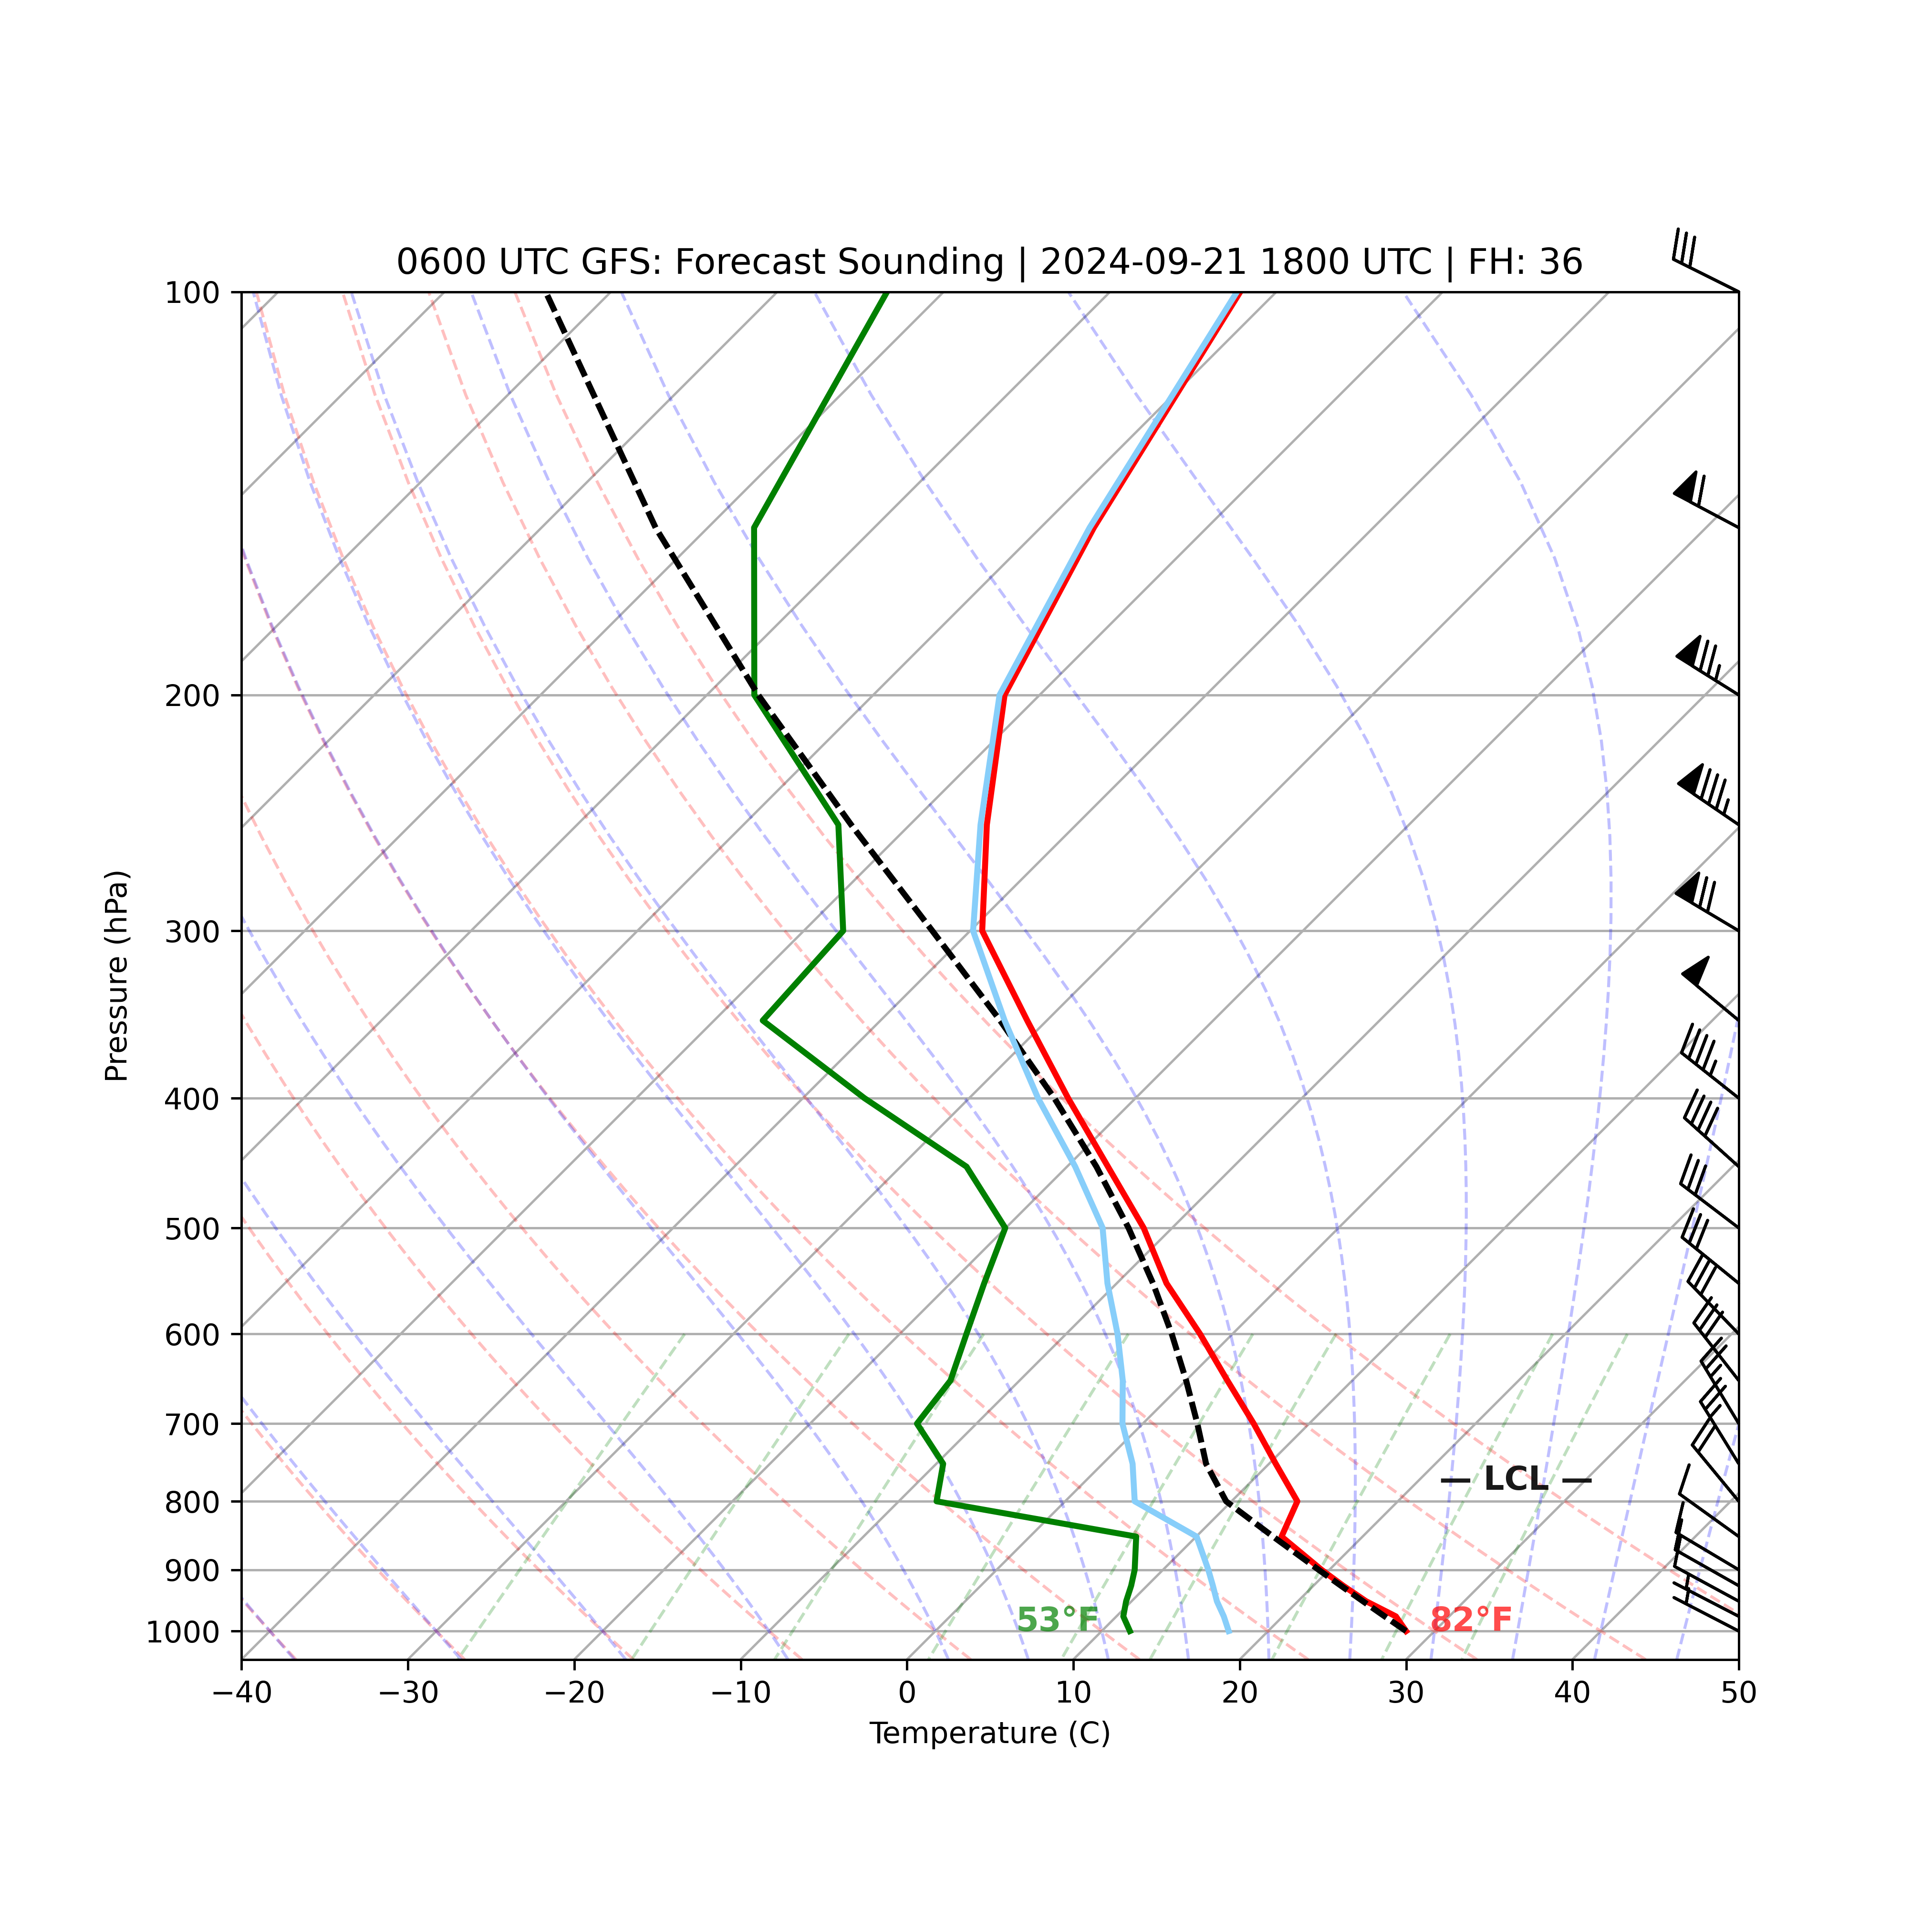 0600 UTC GFS: Forecast Sounding | 2024-09-21 1800 UTC | FH: 36
100
200
300
400
500
600
700
800
900
1000
Pressure (hPa)
— LCL —
53°F
82°F
−40 −30 −20 −10 0 10 20 30 40 50
Temperature (C)